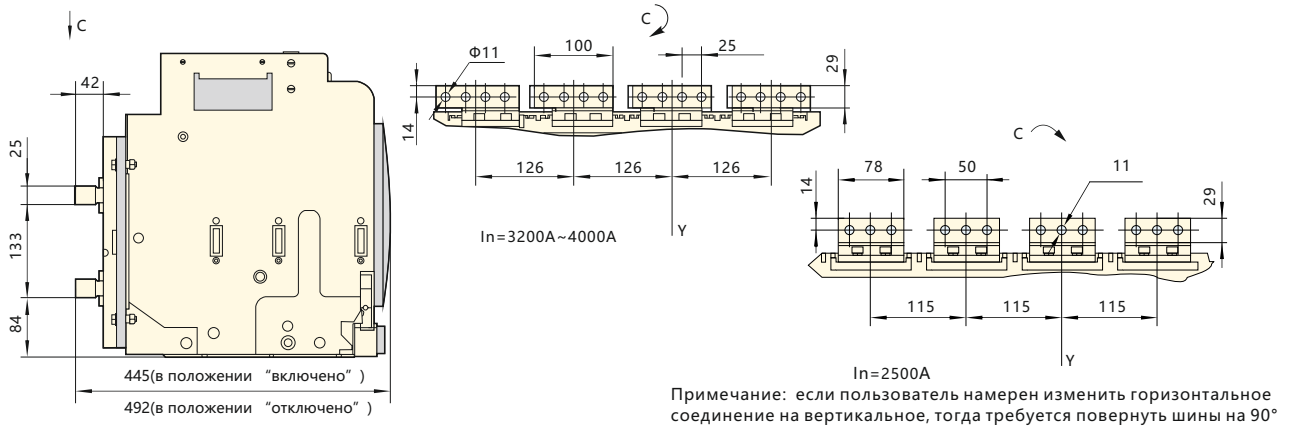 C
42
25
133
84
445(в положении “включено”)
492(в положении “отключено”)
C
Φ11
100
25
29
14
126
126
126
In=3200A~4000A
Y
C
78
50
11
14
29
115
115
115
Y
In=2500A
Примечание: если пользователь намерен изменить горизонтальное
соединение на вертикальное, тогда требуется повернуть шины на 90°